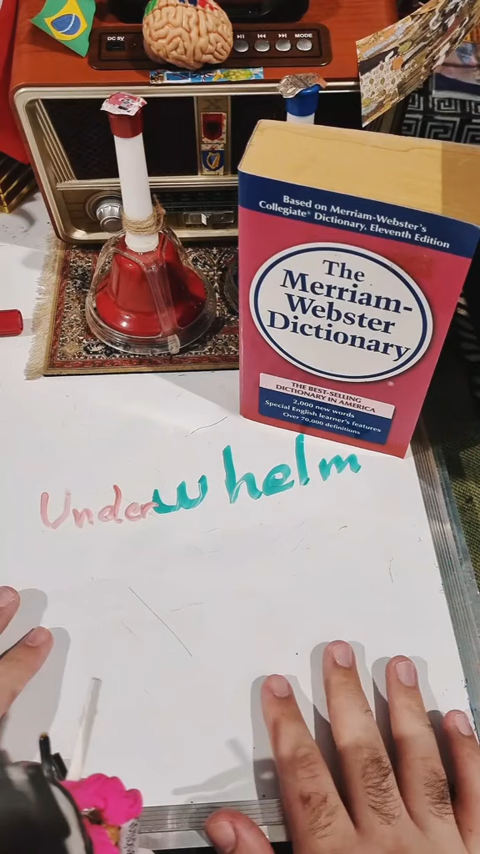 DC 5V
MODE
Based on Merriam-Webster's
Collegiate® Dictionary, Eleventh Edition
The
Merriam-
Webster
Dictionary
THE BEST-SELLING
DICTIONARY IN AMERICA
2,000 new words
Special English learner's features
Over 75,000 definitions
Underwhelm